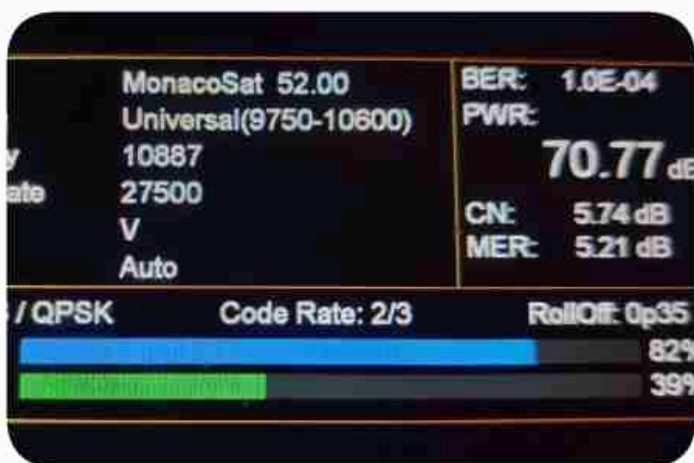 MonacoSat 52.00
Universal(9750-10600)
10887
27500
V
Auto
BER: 1.0E-04
PWR:
70.77 dB
CN: 5.74 dB
MER: 5.21 dB
/ QPSK Code Rate: 2/3 RollOff: 0p35
82%
39%